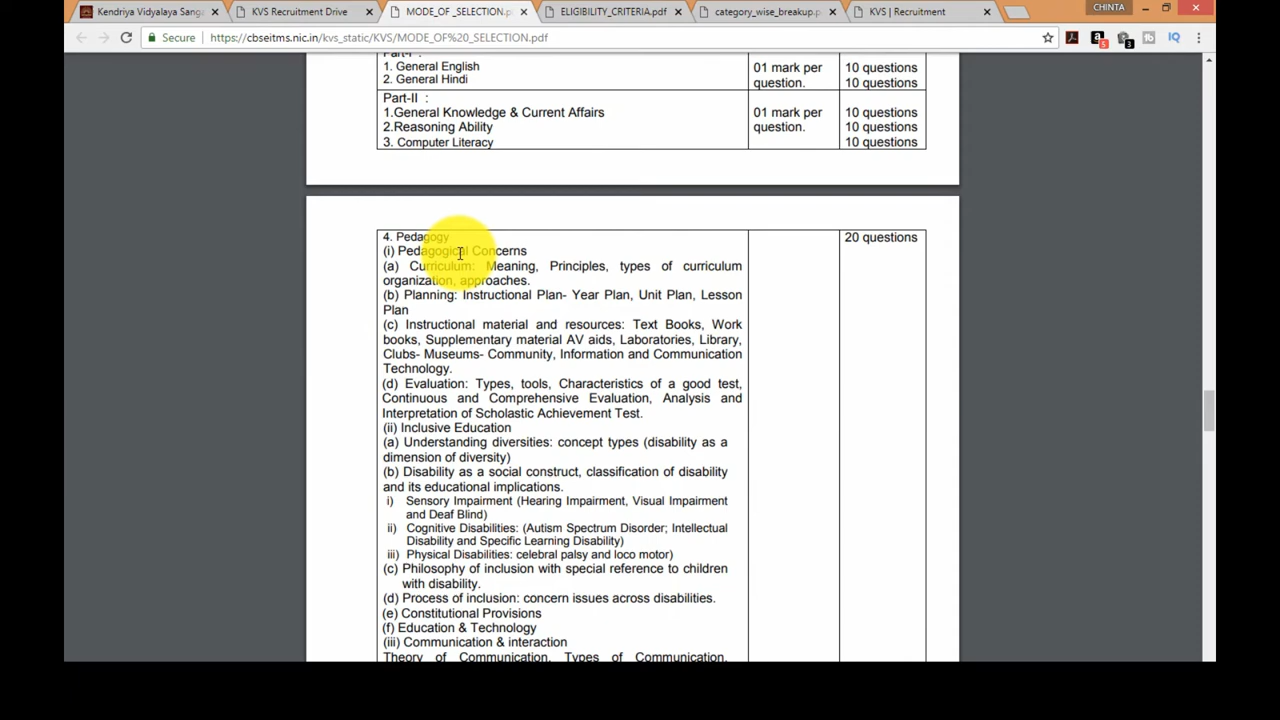 Kendriya Vidyalaya Sanga
KVS Recruitment Drive
MODE_OF _SELECTION.p
ELIGIBILITY_CRITERIA.pdf
category_wise_breakup.p
KVS | Recruitment
CHINTA
Secure
https://cbseitms.nic.in/kvs_static/KVS/MODE_OF%20_SELECTION.pdf
5
3
IQ
Part-I :
1. General English
2. General Hindi
01 mark per
question.
10 questions
10 questions
Part-II :
1.General Knowledge & Current Affairs
2.Reasoning Ability
3. Computer Literacy
01 mark per
question.
10 questions
10 questions
10 questions
4. Pedagogy
20 questions
(i) Pedagogical Concerns
(a) Curriculum: Meaning, Principles, types of curriculum
organization, approaches.
(b) Planning: Instructional Plan- Year Plan, Unit Plan, Lesson
Plan
(c) Instructional material and resources: Text Books, Work
books, Supplementary material AV aids, Laboratories, Library,
Clubs- Museums- Community, Information and Communication
Technology.
(d) Evaluation: Types, tools, Characteristics of a good test,
Continuous and Comprehensive Evaluation, Analysis and
Interpretation of Scholastic Achievement Test.
(ii) Inclusive Education
(a) Understanding diversities: concept types (disability as a
dimension of diversity)
(b) Disability as a social construct, classification of disability
and its educational implications.
i) Sensory Impairment (Hearing Impairment, Visual Impairment
and Deaf Blind)
ii) Cognitive Disabilities: (Autism Spectrum Disorder; Intellectual
Disability and Specific Learning Disability)
iii) Physical Disabilities: celebral palsy and loco motor)
(c) Philosophy of inclusion with special reference to children
with disability.
(d) Process of inclusion: concern issues across disabilities.
(e) Constitutional Provisions
(f) Education & Technology
(iii) Communication & interaction
Theory of Communication, Types of Communication,